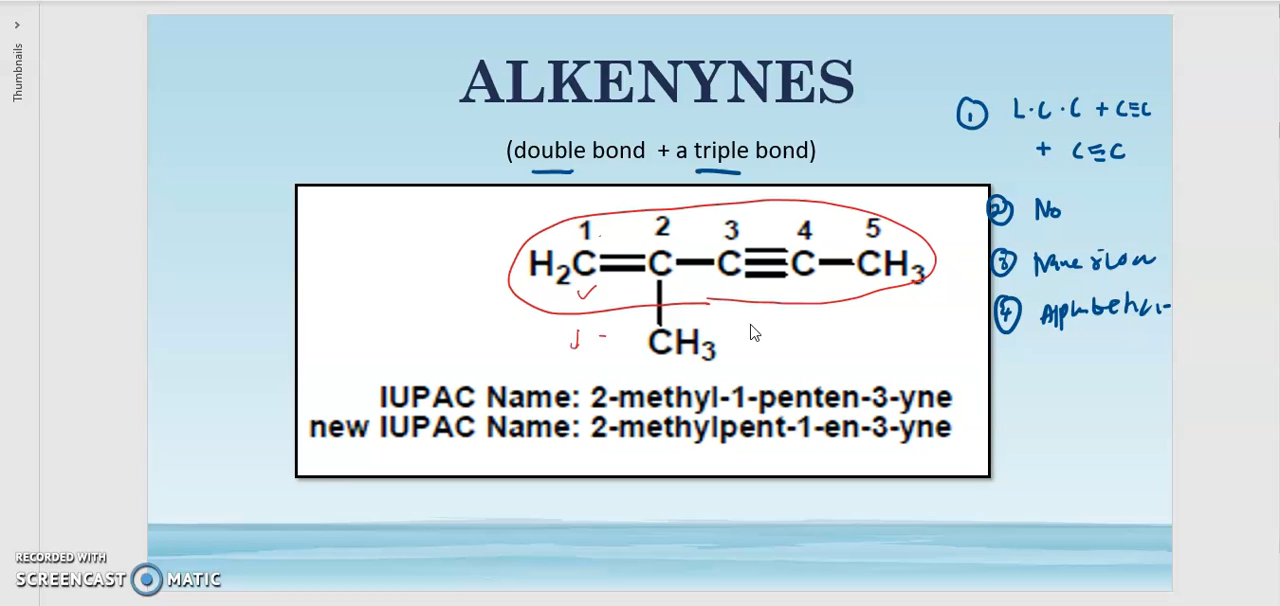 Thumbnails
ALKENYNES
(double bond + a triple bond)
① L.C.C + C=C
+ C≡C
② No
③
④
1 2 3 4 5
H₂C=C—C≡C—CH₃
CH₃
IUPAC Name: 2-methyl-1-penten-3-yne
new IUPAC Name: 2-methylpent-1-en-3-yne
RECORDED WITH
SCREENCAST MATIC